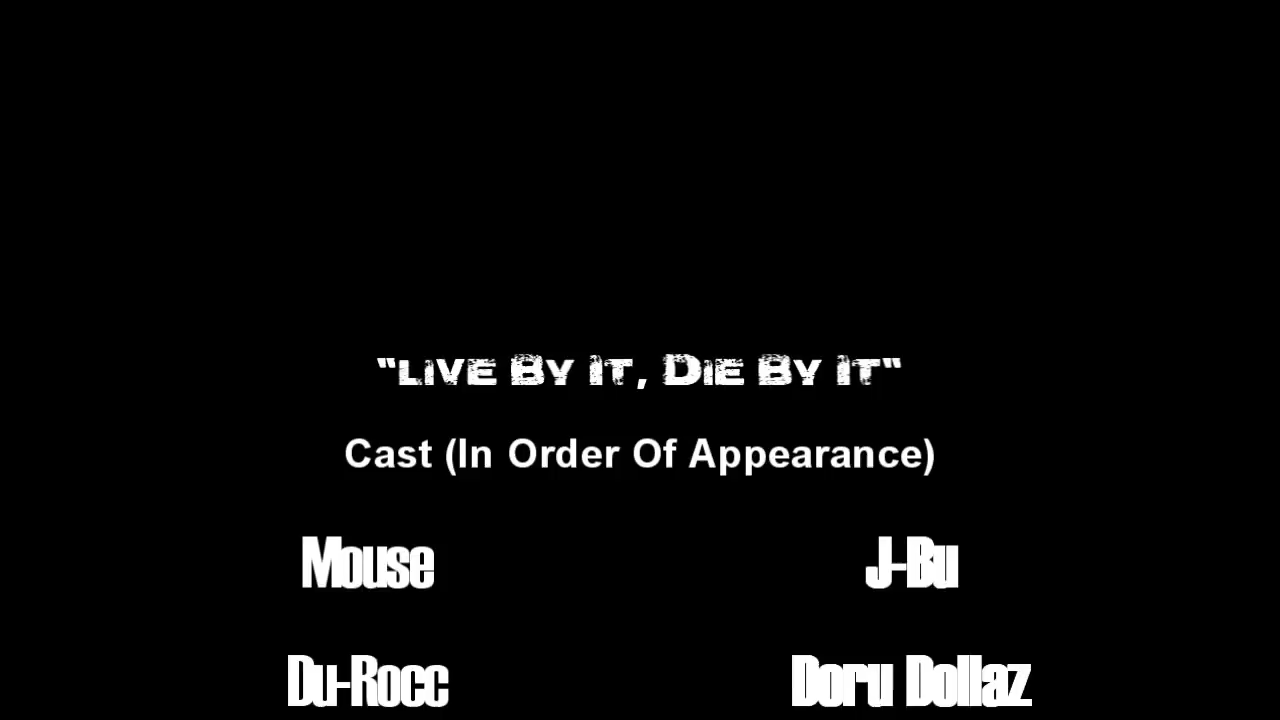 "Live By It, Die By It"
Cast (In Order Of Appearance)
Mouse J-Bu
Du-Rocc Doru Dollaz